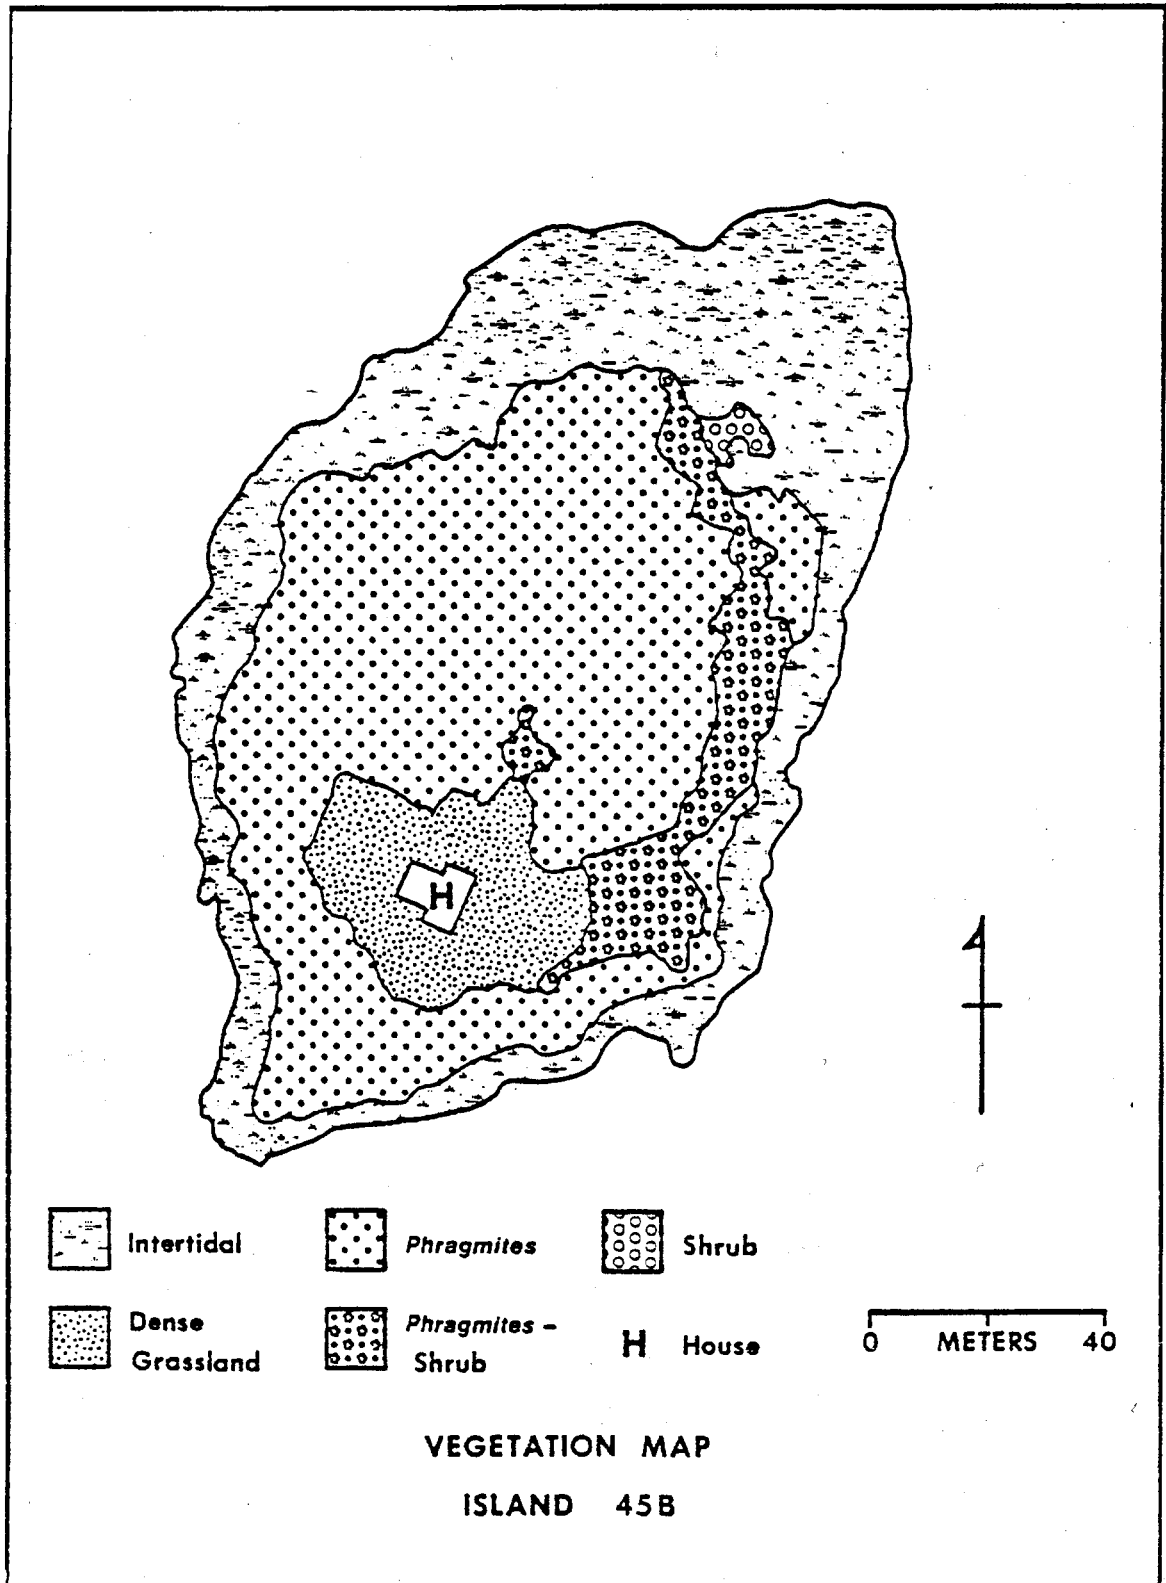 H
Intertidal
Phragmites
Shrub
Dense
Grassland
Phragmites –
Shrub
H House
0 METERS 40
VEGETATION MAP
ISLAND 45B